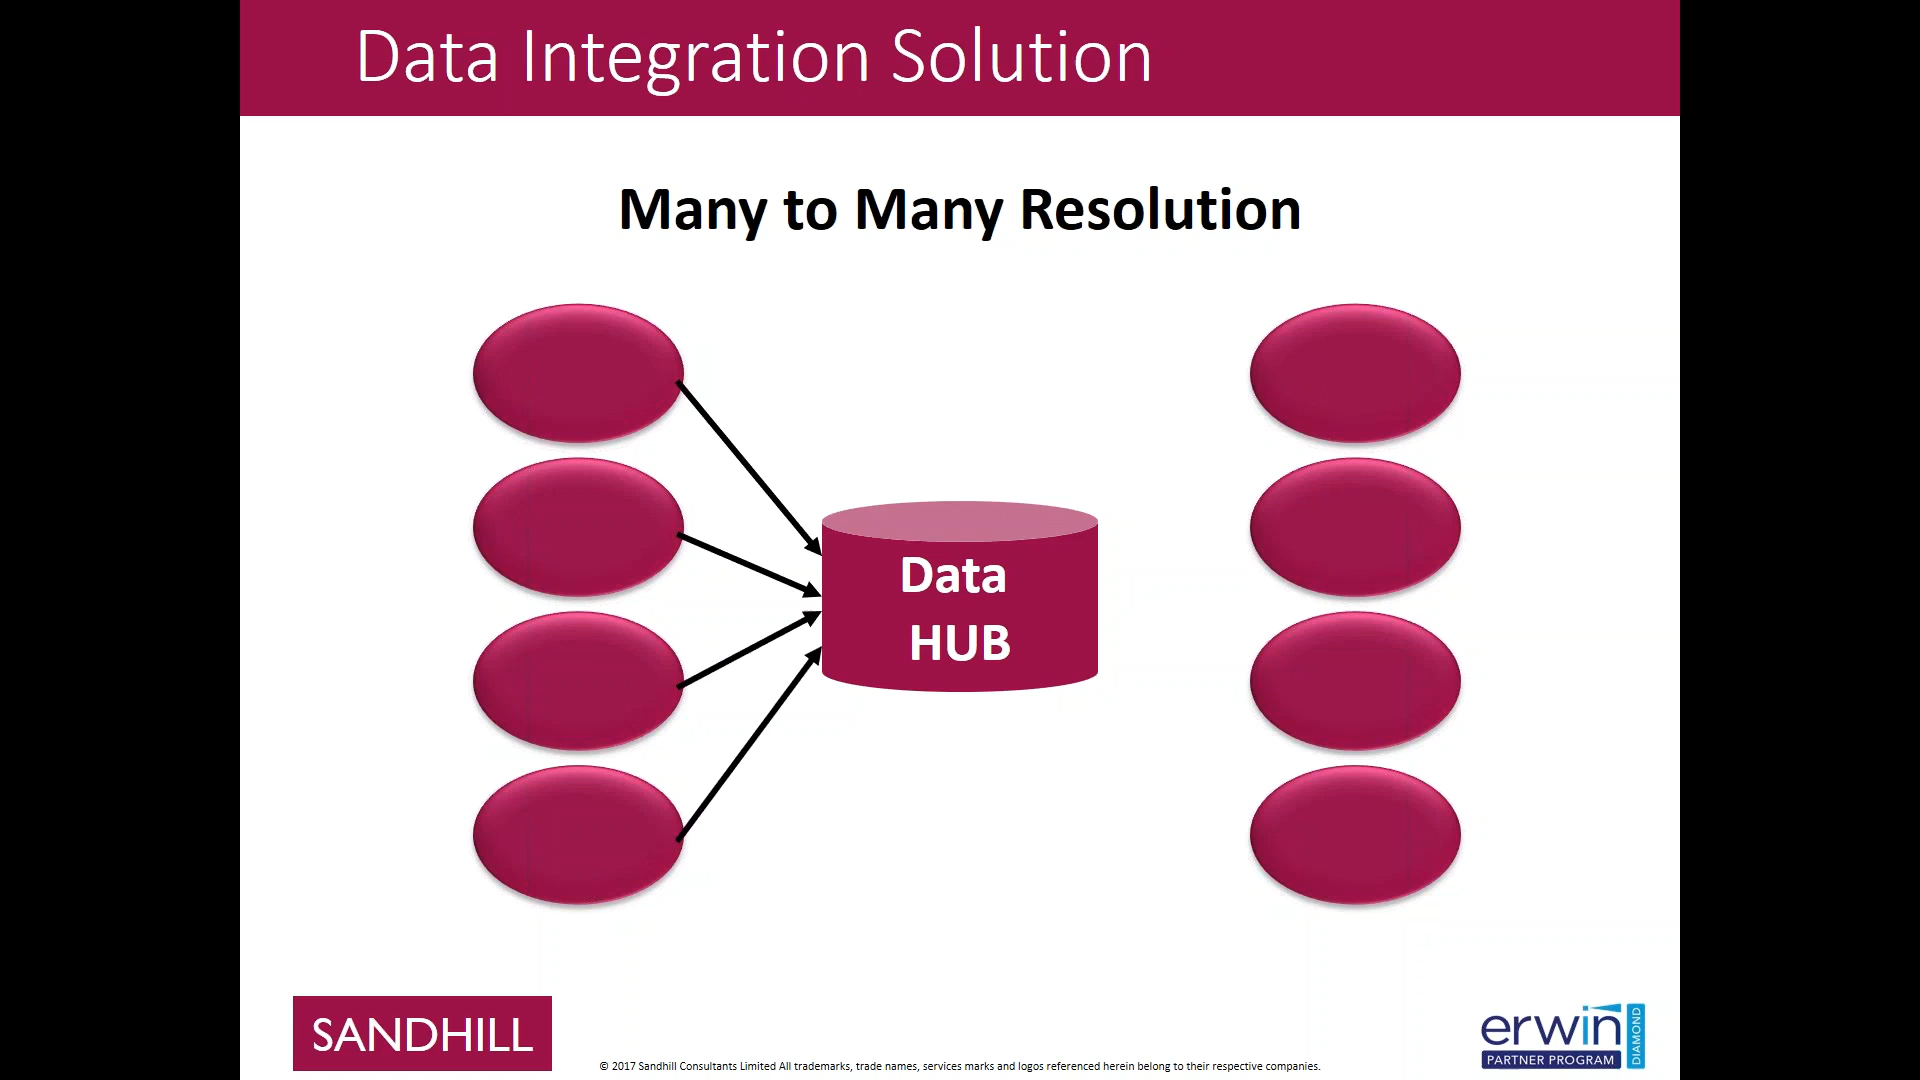 Data Integration Solution
Many to Many Resolution
Data
HUB
SANDHILL
© 2017 Sandhill Consultants Limited All trademarks, trade names, services marks and logos referenced herein belong to their respective companies.
erwin
PARTNER PROGRAM
DIAMOND